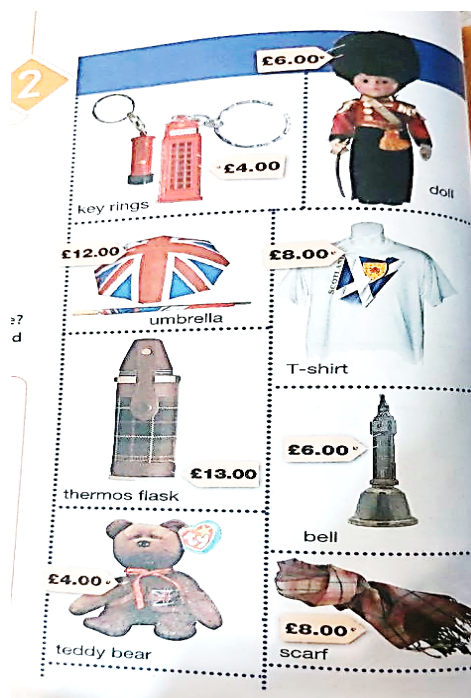 2
£6.00
£4.00
key rings
doll
£12.00
£8.00
SCOTLAND
umbrella
T-shirt
£13.00
thermos flask
£6.00
bell
£4.00
teddy bear
£8.00
scarf
e?
d